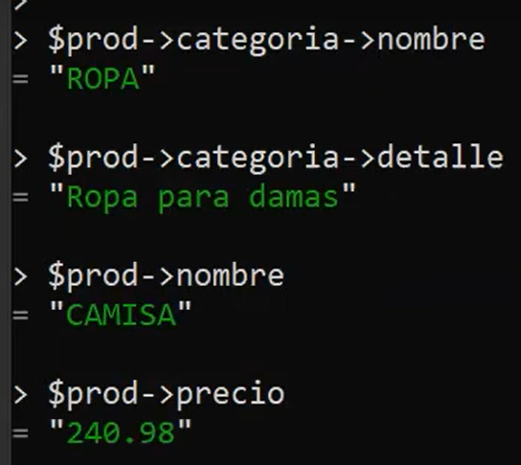 >
> $prod->categoria->nombre
= "ROPA"
> $prod->categoria->detalle
= "Ropa para damas"
> $prod->nombre
= "CAMISA"
> $prod->precio
= "240.98"